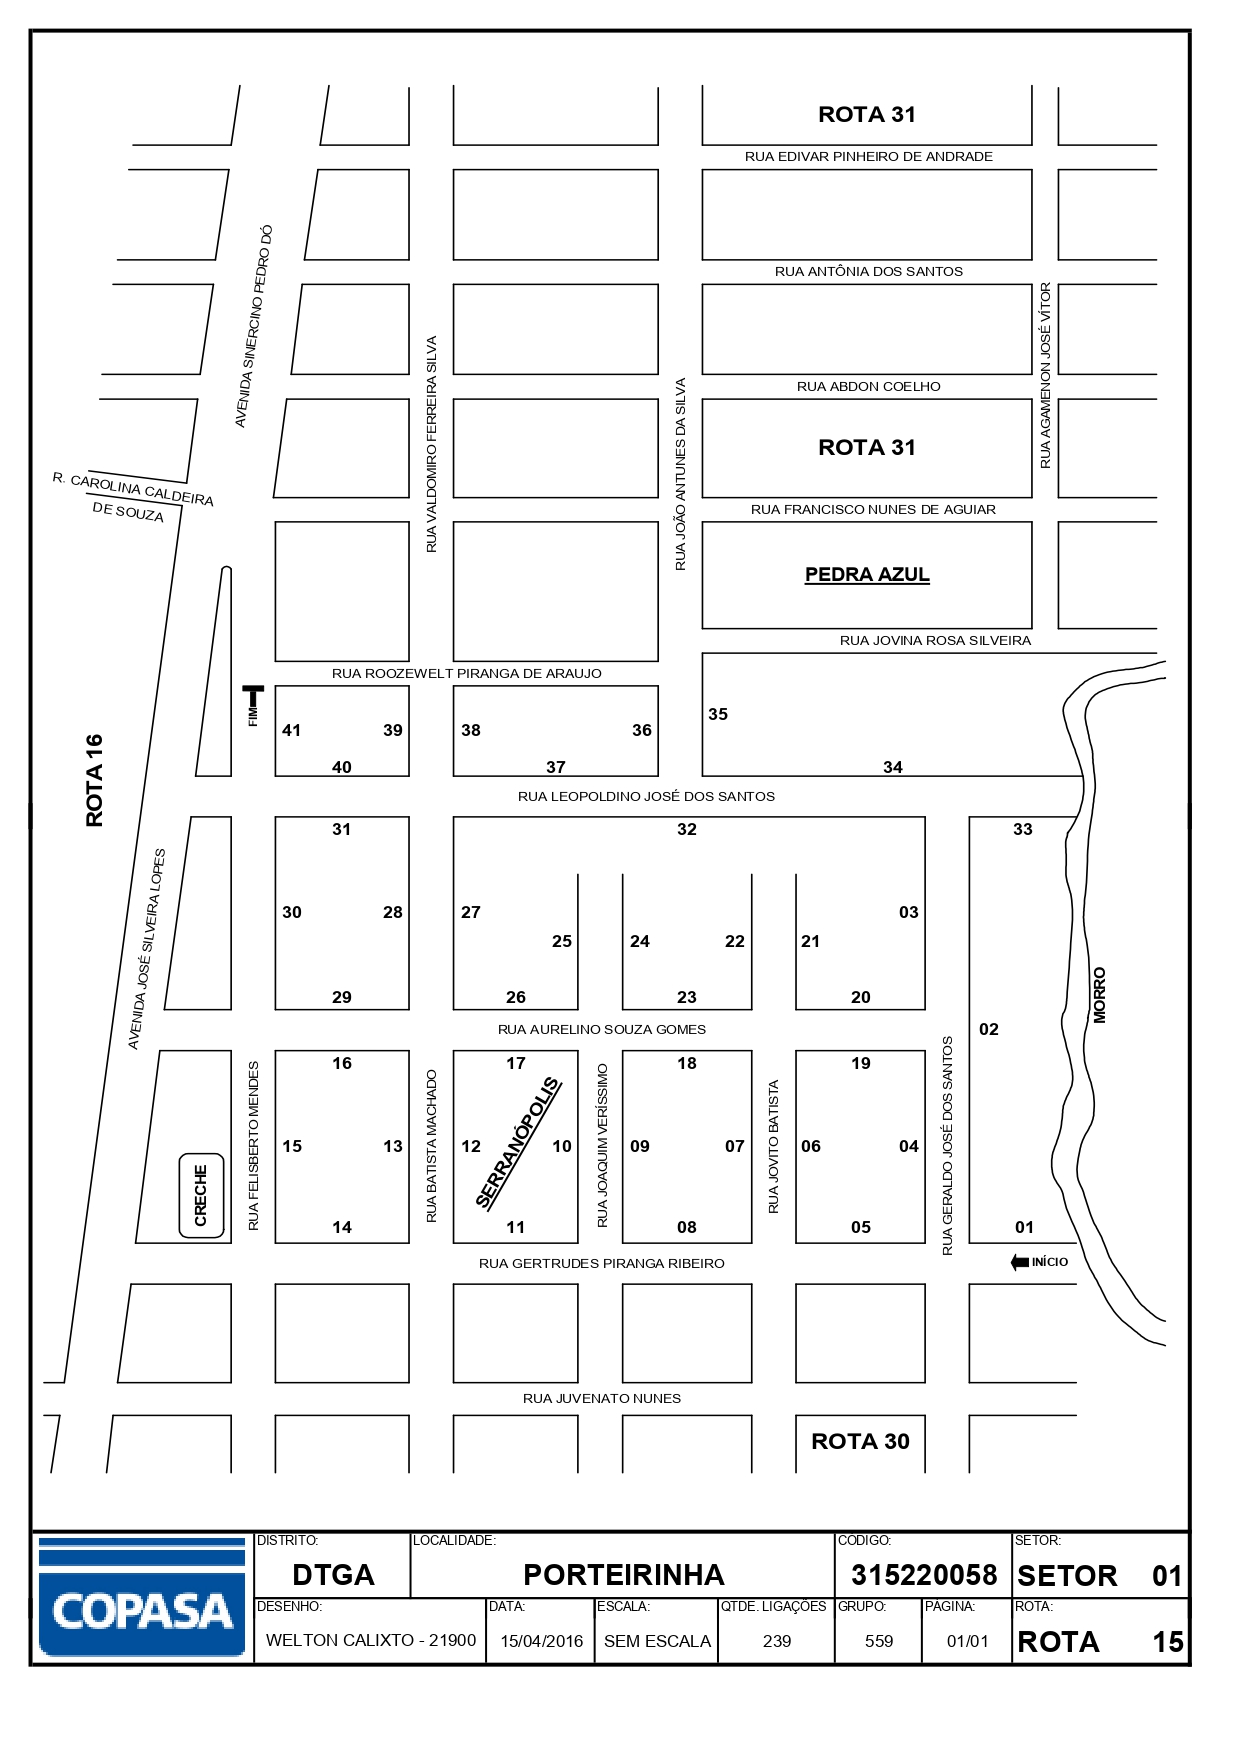 ROTA 31
RUA EDIVAR PINHEIRO DE ANDRADE
AVENIDA SINERCINO PEDRO DÓ
RUA ANTÔNIA DOS SANTOS
RUA AGAMENON JOSÉ VÍTOR
RUA VALDOMIRO FERREIRA SILVA
RUA JOÃO ANTUNES DA SILVA
RUA ABDON COELHO
ROTA 31
R. CAROLINA CALDEIRA
DE SOUZA
RUA FRANCISCO NUNES DE AGUIAR
PEDRA AZUL
RUA JOVINA ROSA SILVEIRA
RUA ROOZEWELT PIRANGA DE ARAUJO
FIM
41 39 38 36 35
40 37 34
ROTA 16
RUA LEOPOLDINO JOSÉ DOS SANTOS
31 32 33
AVENIDA JOSÉ SILVEIRA LOPES
30 28 27 03
25 24 22 21
29 26 23 20
MORRO
RUA AURELINO SOUZA GOMES
02
16 17 18 19
RUA FELISBERTO MENDES
RUA BATISTA MACHADO
SERRANÓPOLIS
RUA JOAQUIM VERÍSSIMO
RUA JOVITO BATISTA
RUA GERALDO JOSÉ DOS SANTOS
15 13 12 10 09 07 06 04
CRECHE
14 11 08 05 01
RUA GERTRUDES PIRANGA RIBEIRO
INÍCIO
RUA JUVENATO NUNES
ROTA 30
COPASA
DISTRITO: LOCALIDADE: CODIGO: SETOR:
DTGA PORTEIRINHA 315220058 SETOR 01
DESENHO: DATA: ESCALA: QTDE. LIGAÇÕES GRUPO: PÁGINA: ROTA:
WELTON CALIXTO - 21900 15/04/2016 SEM ESCALA 239 559 01/01 ROTA 15